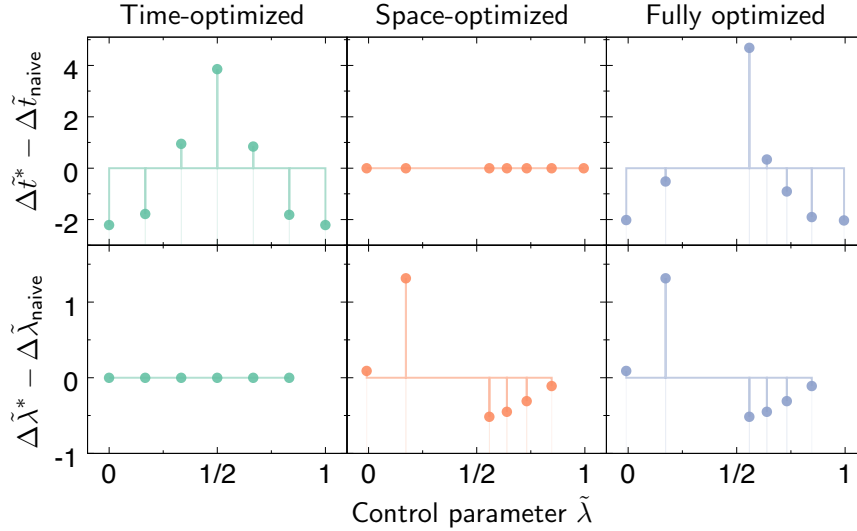 Time-optimized Space-optimized Fully optimized
Δt̃* − Δt̃naive
4
2
0
-2
Δλ̃* − Δλ̃naive
1
0
-1
0 1/2 1 0 1/2 1 0 1/2 1
Control parameter λ̃